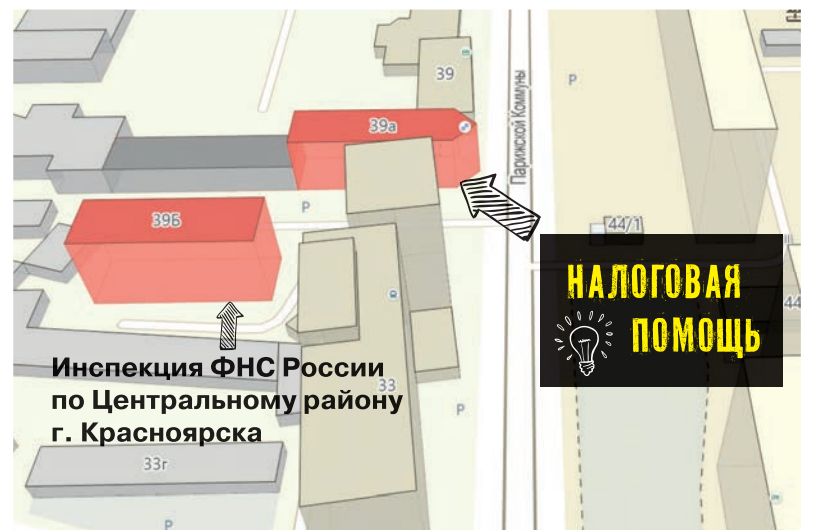 39
P
39а
Парижской Коммуны
39Б
P
44/1
НАЛОГОВАЯ
ПОМОЩЬ
44
Инспекция ФНС России
по Центральному району
г. Красноярска
33
P
33г
P